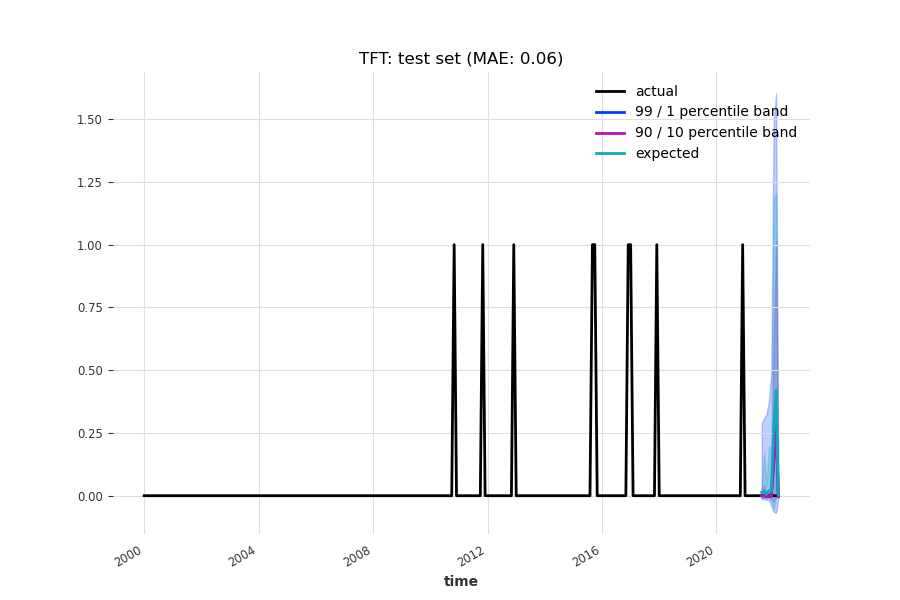 TFT: test set (MAE: 0.06)
actual
99 / 1 percentile band
90 / 10 percentile band
expected
1.50
1.25
1.00
0.75
0.50
0.25
0.00
2000
2004
2008
2012
2016
2020
time